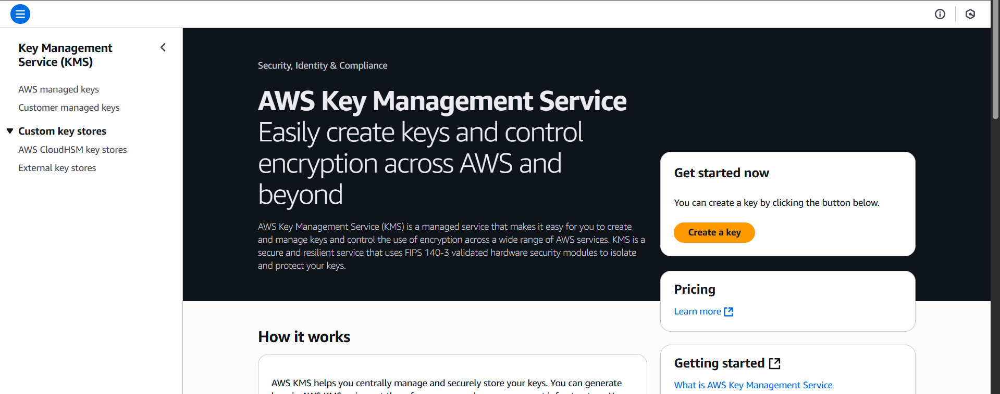 Key Management
Service (KMS)
AWS managed keys
Customer managed keys
Custom key stores
AWS CloudHSM key stores
External key stores
Security, Identity & Compliance
AWS Key Management Service
Easily create keys and control
encryption across AWS and
beyond
AWS Key Management Service (KMS) is a managed service that makes it easy for you to create
and manage keys and control the use of encryption across a wide range of AWS services. KMS is a
secure and resilient service that uses FIPS 140-3 validated hardware security modules to isolate
and protect your keys.
Get started now
You can create a key by clicking the button below.
Create a key
Pricing
Learn more
Getting started
What is AWS Key Management Service
How it works
AWS KMS helps you centrally manage and securely store your keys. You can generate